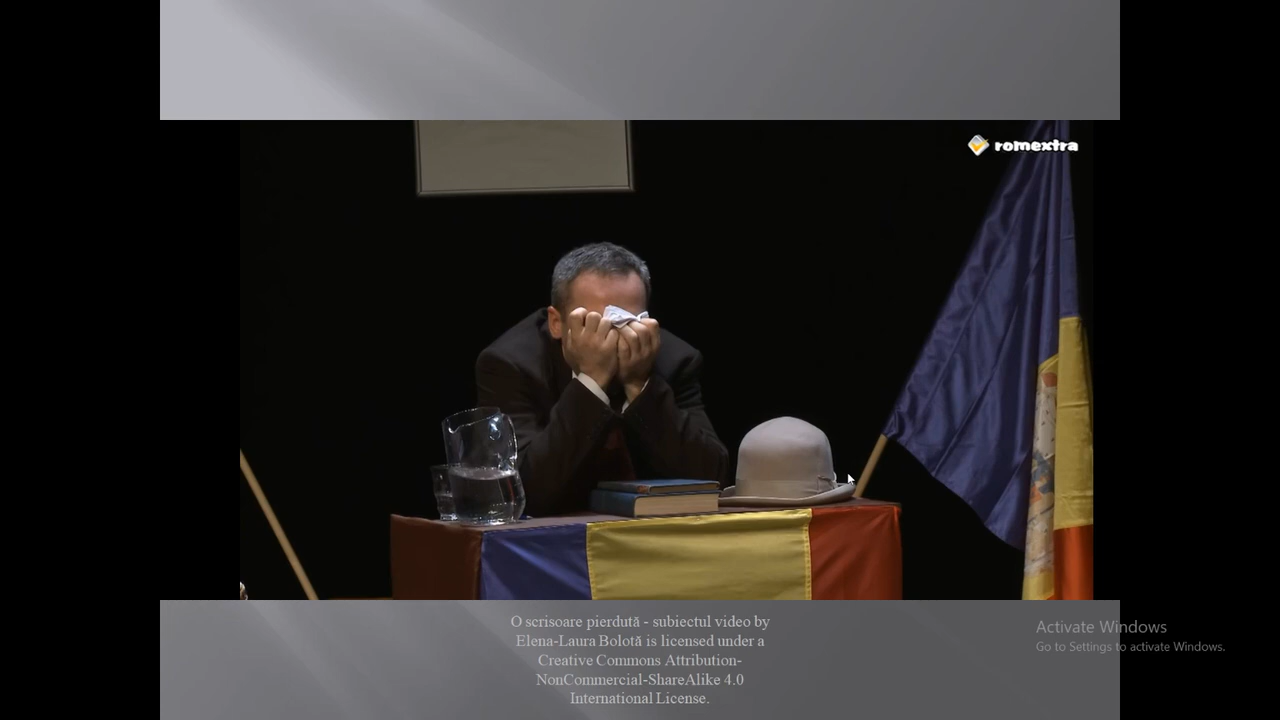 romextra
O scrisoare pierdută - subiectul video by
Elena-Laura Bolotă is licensed under a
Creative Commons Attribution-
NonCommercial-ShareAlike 4.0
International License.
Activate Windows
Go to Settings to activate Windows.